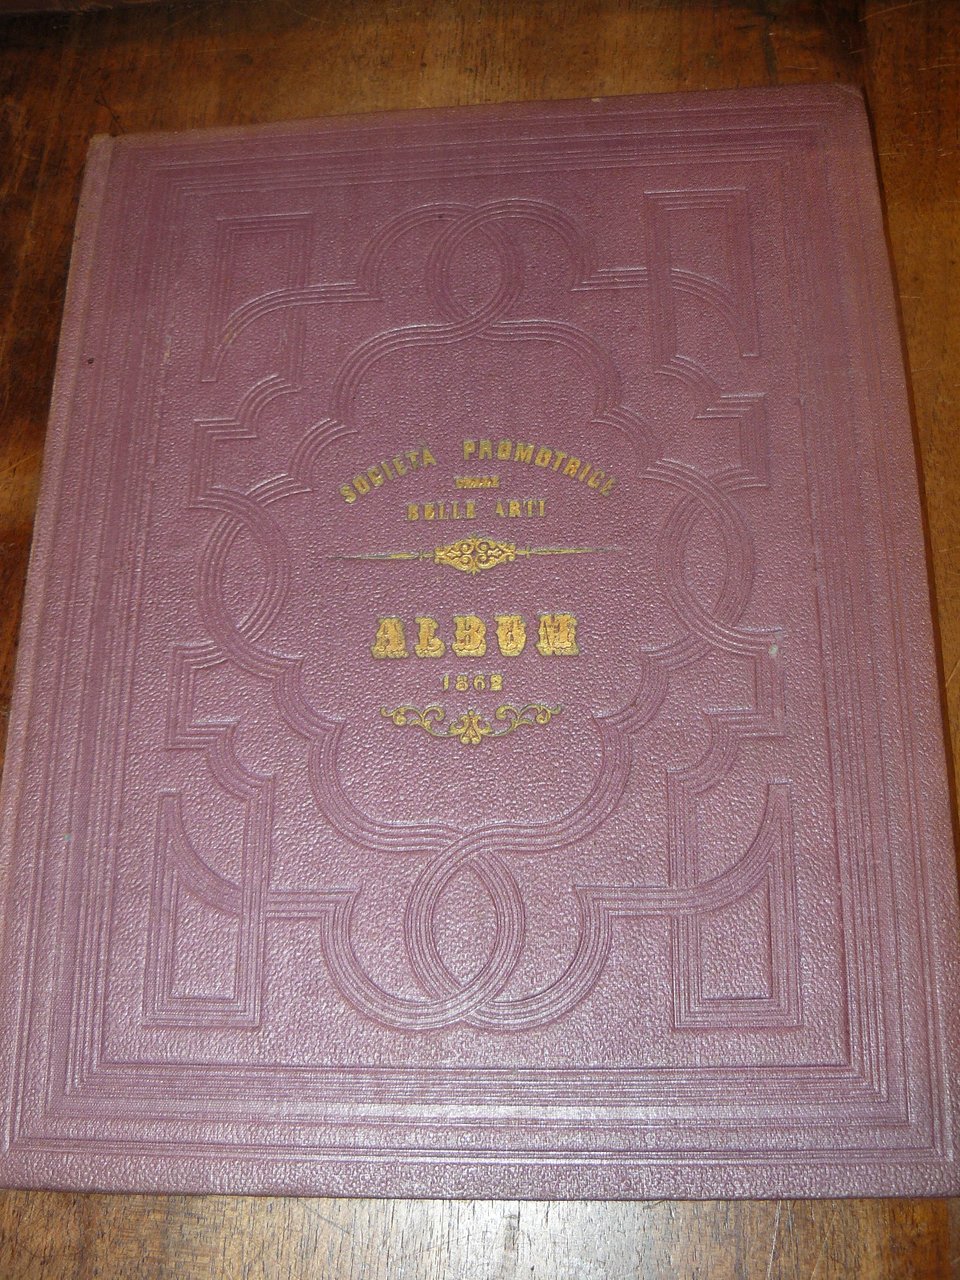 SOCIETÀ PROMOTRICE
DELLE
BELLE ARTI
ALBUM
1862